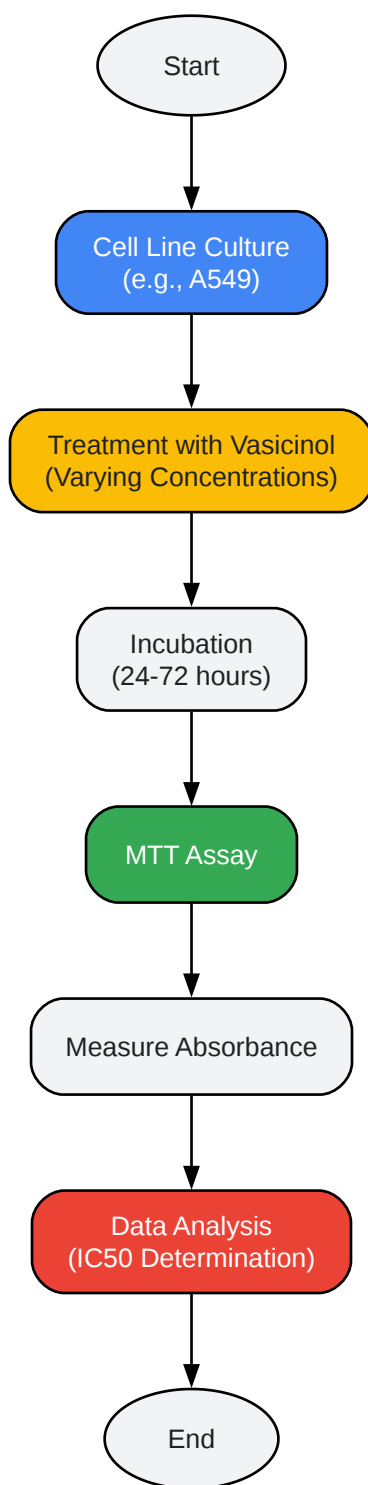 Start
Cell Line Culture
(e.g., A549)
Treatment with Vasicinol
(Varying Concentrations)
Incubation
(24-72 hours)
MTT Assay
Measure Absorbance
Data Analysis
(IC50 Determination)
End